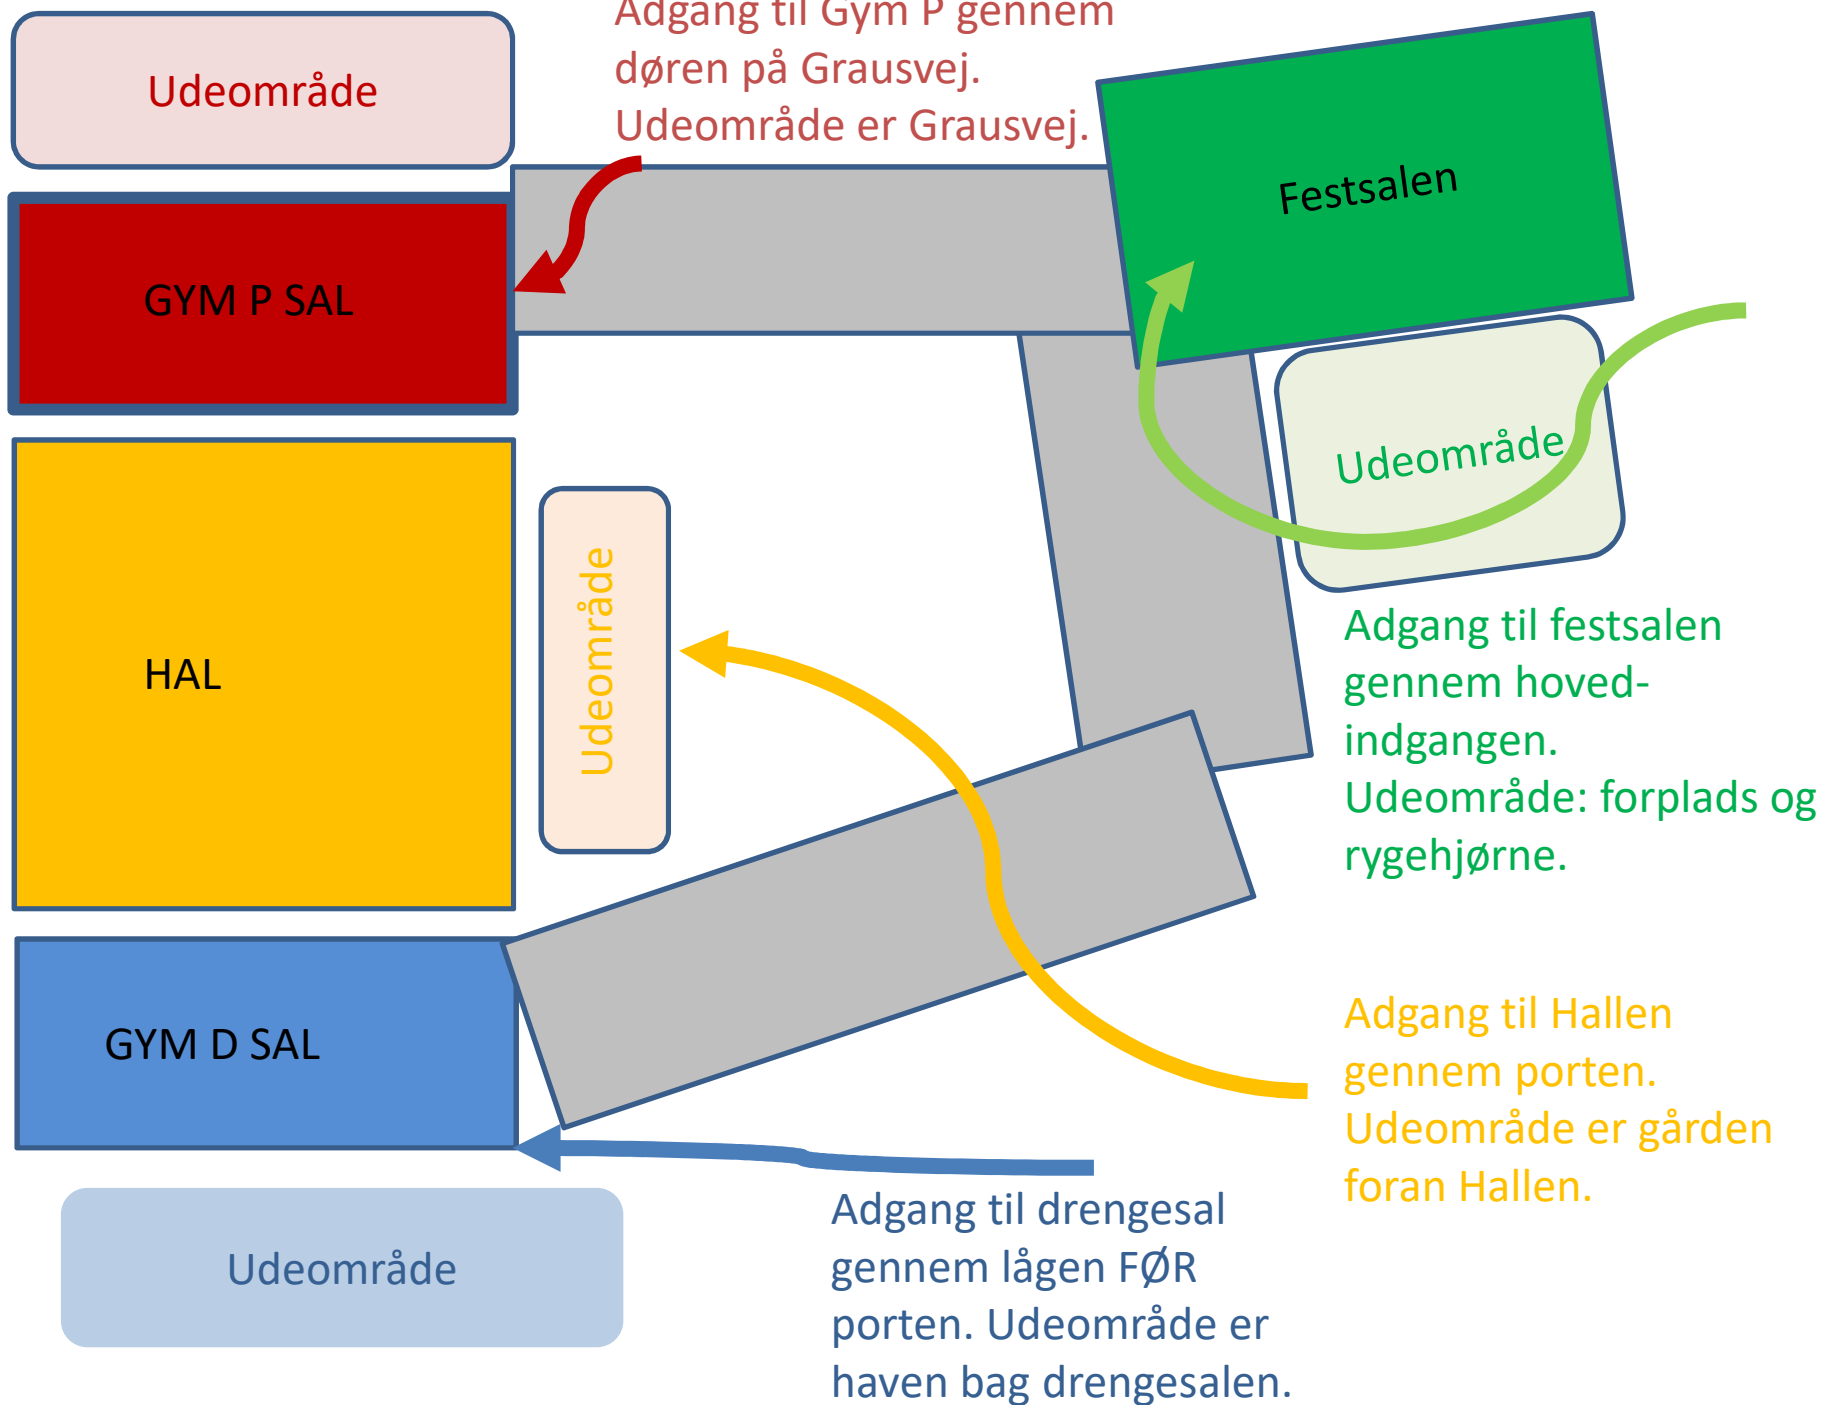 Adgang til Gym P gennem
døren på Grausvej.
Udeområde er Grausvej.
Udeområde
Festsalen
GYM P SAL
Udeområde
Udeområde
HAL
Adgang til festsalen
gennem hoved-
indgangen.
Udeområde: forplads og
rygehjørne.
GYM D SAL
Adgang til Hallen
gennem porten.
Udeområde er gården
foran Hallen.
Adgang til drengesal
gennem lågen FØR
porten. Udeområde er
haven bag drengesalen.
Udeområde